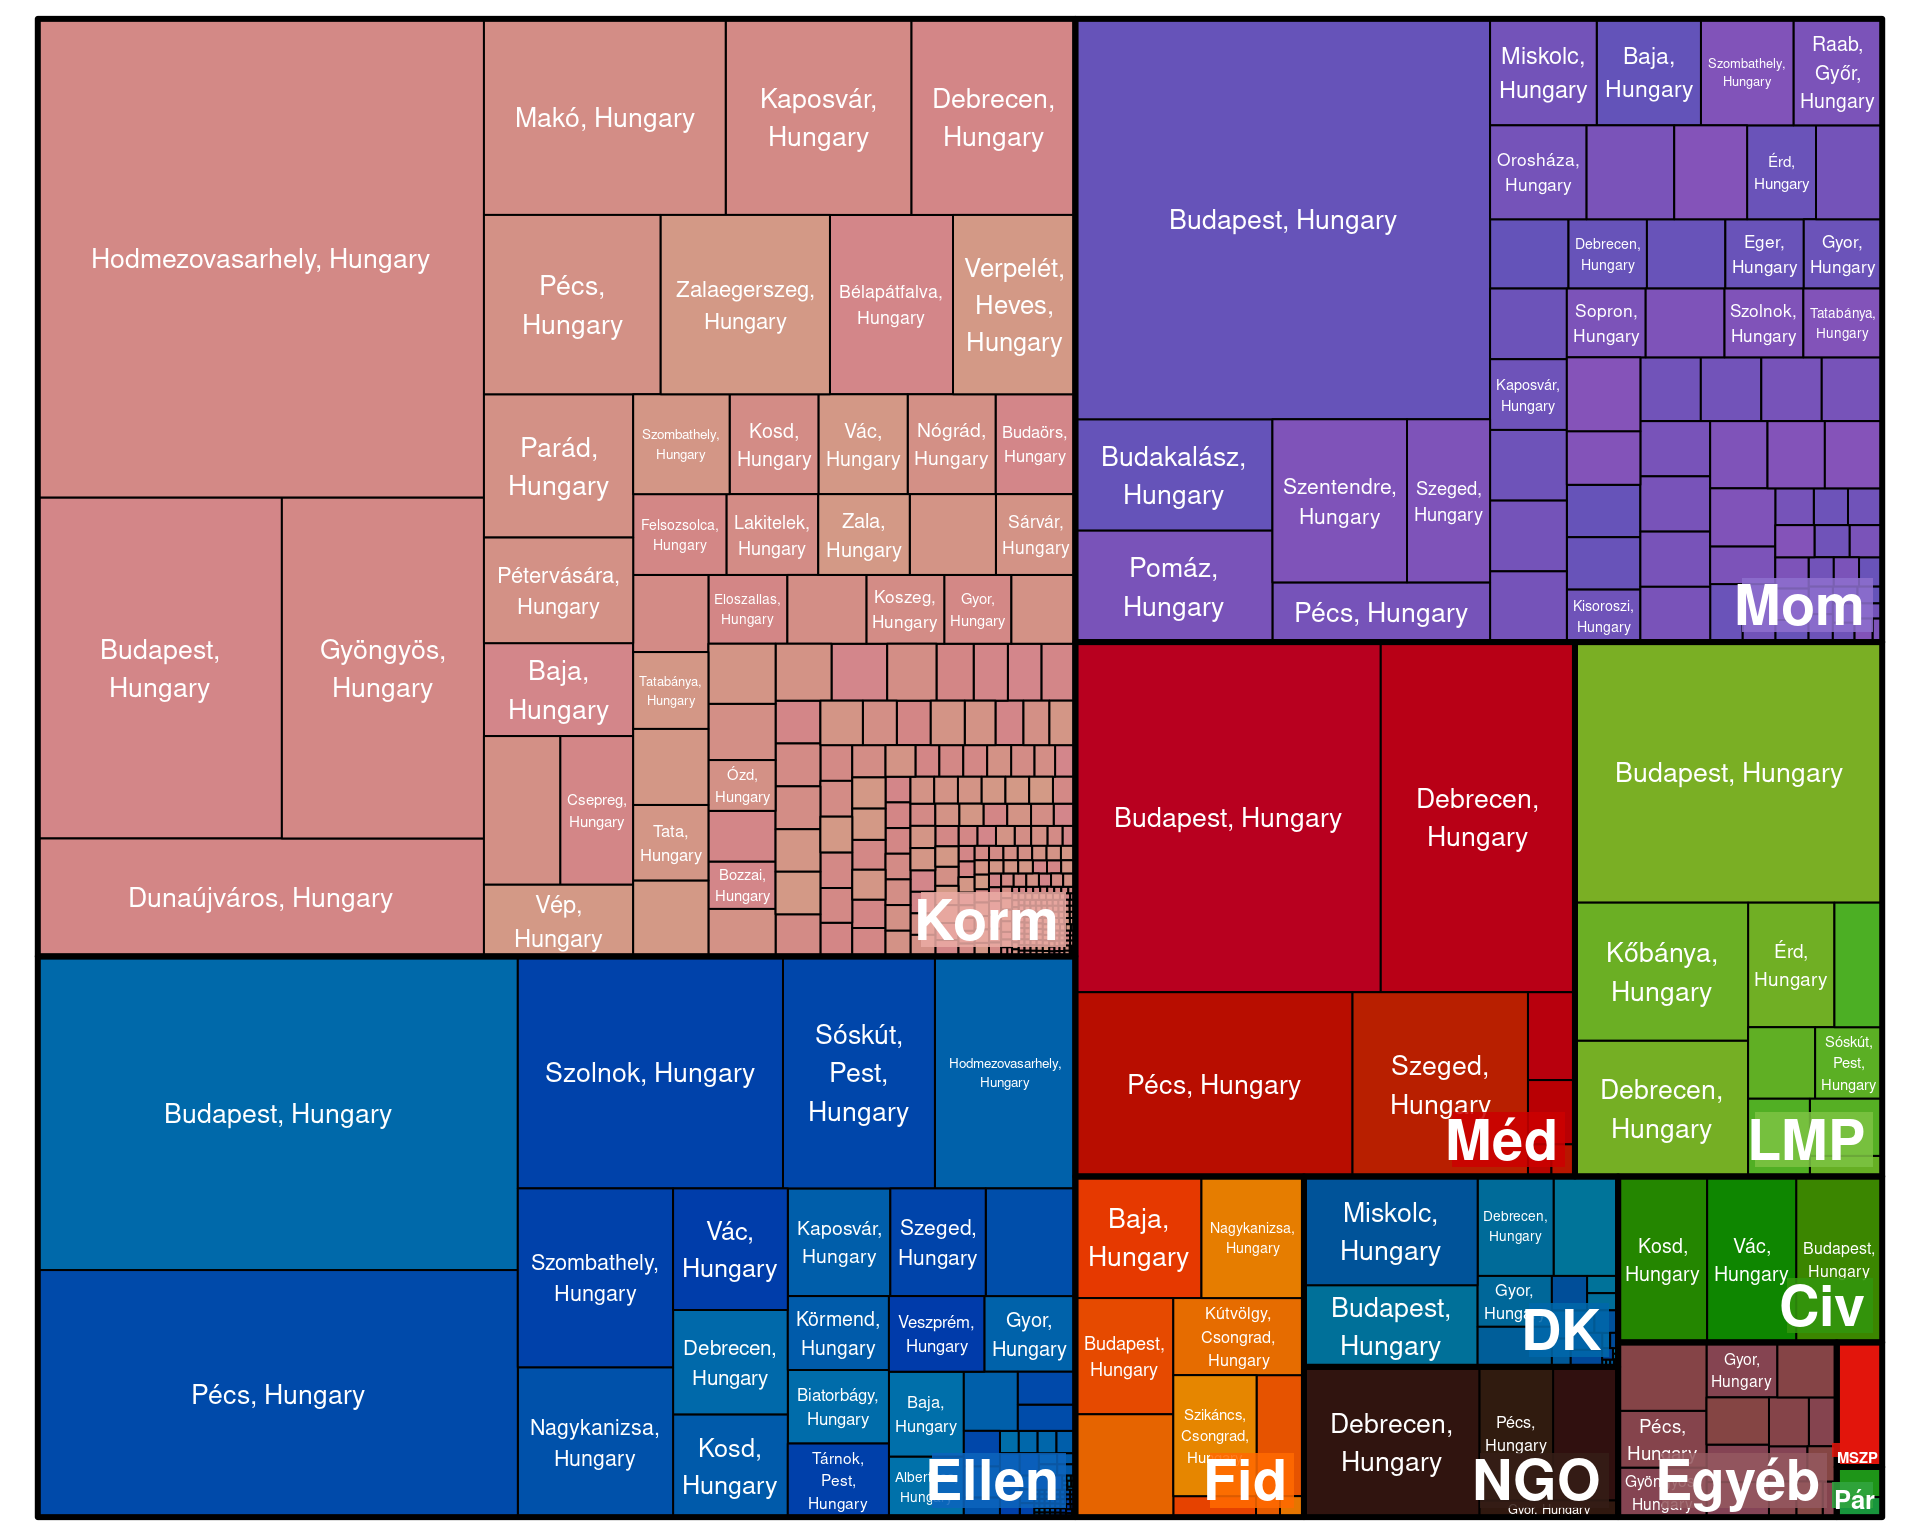 Hodmezovasarhely, Hungary
Budapest,
Hungary
Gyöngyös,
Hungary
Dunaújváros, Hungary
Makó, Hungary
Kaposvár,
Hungary
Debrecen,
Hungary
Pécs,
Hungary
Zalaegerszeg,
Hungary
Bélapátfalva,
Hungary
Verpelét,
Heves,
Hungary
Parád,
Hungary
Szombathely,
Hungary
Kosd,
Hungary
Vác,
Hungary
Nógrád,
Hungary
Budaörs,
Hungary
Felsozsolca,
Hungary
Lakitelek,
Hungary
Zala,
Hungary
Sárvár,
Hungary
Pétervására,
Hungary
Eloszallas,
Hungary
Koszeg,
Hungary
Gyor,
Hungary
Baja,
Hungary
Tatabánya,
Hungary
Csepreg,
Hungary
Ózd,
Hungary
Tata,
Hungary
Bozzai,
Hungary
Vép,
Hungary
Korm
Budapest, Hungary
Budakalász,
Hungary
Pomáz,
Hungary
Szentendre,
Hungary
Szeged,
Hungary
Pécs, Hungary
Miskolc,
Hungary
Baja,
Hungary
Szombathely,
Hungary
Raab,
Győr,
Hungary
Orosháza,
Hungary
Érd,
Hungary
Debrecen,
Hungary
Eger,
Hungary
Gyor,
Hungary
Sopron,
Hungary
Szolnok,
Hungary
Tatabánya,
Hungary
Kaposvár,
Hungary
Kisoroszi,
Hungary
Mom
Budapest, Hungary
Debrecen,
Hungary
Pécs, Hungary
Szeged,
Hungary
Méd
Budapest, Hungary
Kőbánya,
Hungary
Érd,
Hungary
Debrecen,
Hungary
Sóskút,
Pest,
Hungary
LMP
Budapest, Hungary
Pécs, Hungary
Szolnok, Hungary
Sóskút,
Pest,
Hungary
Hodmezovasarhely,
Hungary
Szombathely,
Hungary
Vác,
Hungary
Kaposvár,
Hungary
Szeged,
Hungary
Debrecen,
Hungary
Körmend,
Hungary
Veszprém,
Hungary
Gyor,
Hungary
Nagykanizsa,
Hungary
Kosd,
Hungary
Biatorbágy,
Hungary
Baja,
Hungary
Tárnok,
Pest,
Hungary
Ellen
Baja,
Hungary
Nagykanizsa,
Hungary
Budapest,
Hungary
Kútvölgy,
Csongrad,
Hungary
Szikáncs,
Csongrad,
Fid
Miskolc,
Hungary
Budapest,
Hungary
Debrecen,
Hungary
Gyor,
DK
Debrecen,
Hungary
Pécs,
Hungary
Gyor, Hungary
NGO
Kosd,
Hungary
Vác,
Hungary
Budapest,
Hungary
Civ
Gyor,
Hungary
Pécs,
Hungary
Egyéb
MSZP
Pár